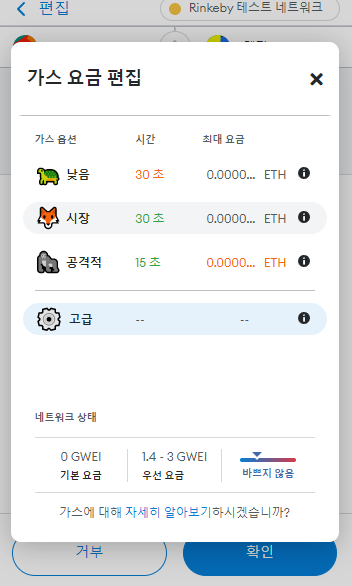 편집
Rinkeby 테스트 네트워크
가스 요금 편집
가스 옵션 시간 최대 요금
낮음 30 초 0.0000... ETH
시장 30 초 0.0000... ETH
공격적 15 초 0.0000... ETH
고급 -- --
네트워크 상태
0 GWEI 1.4 - 3 GWEI
기본 요금 우선 요금 바쁘지 않음
가스에 대해 자세히 알아보기하시겠습니까?
거부 확인